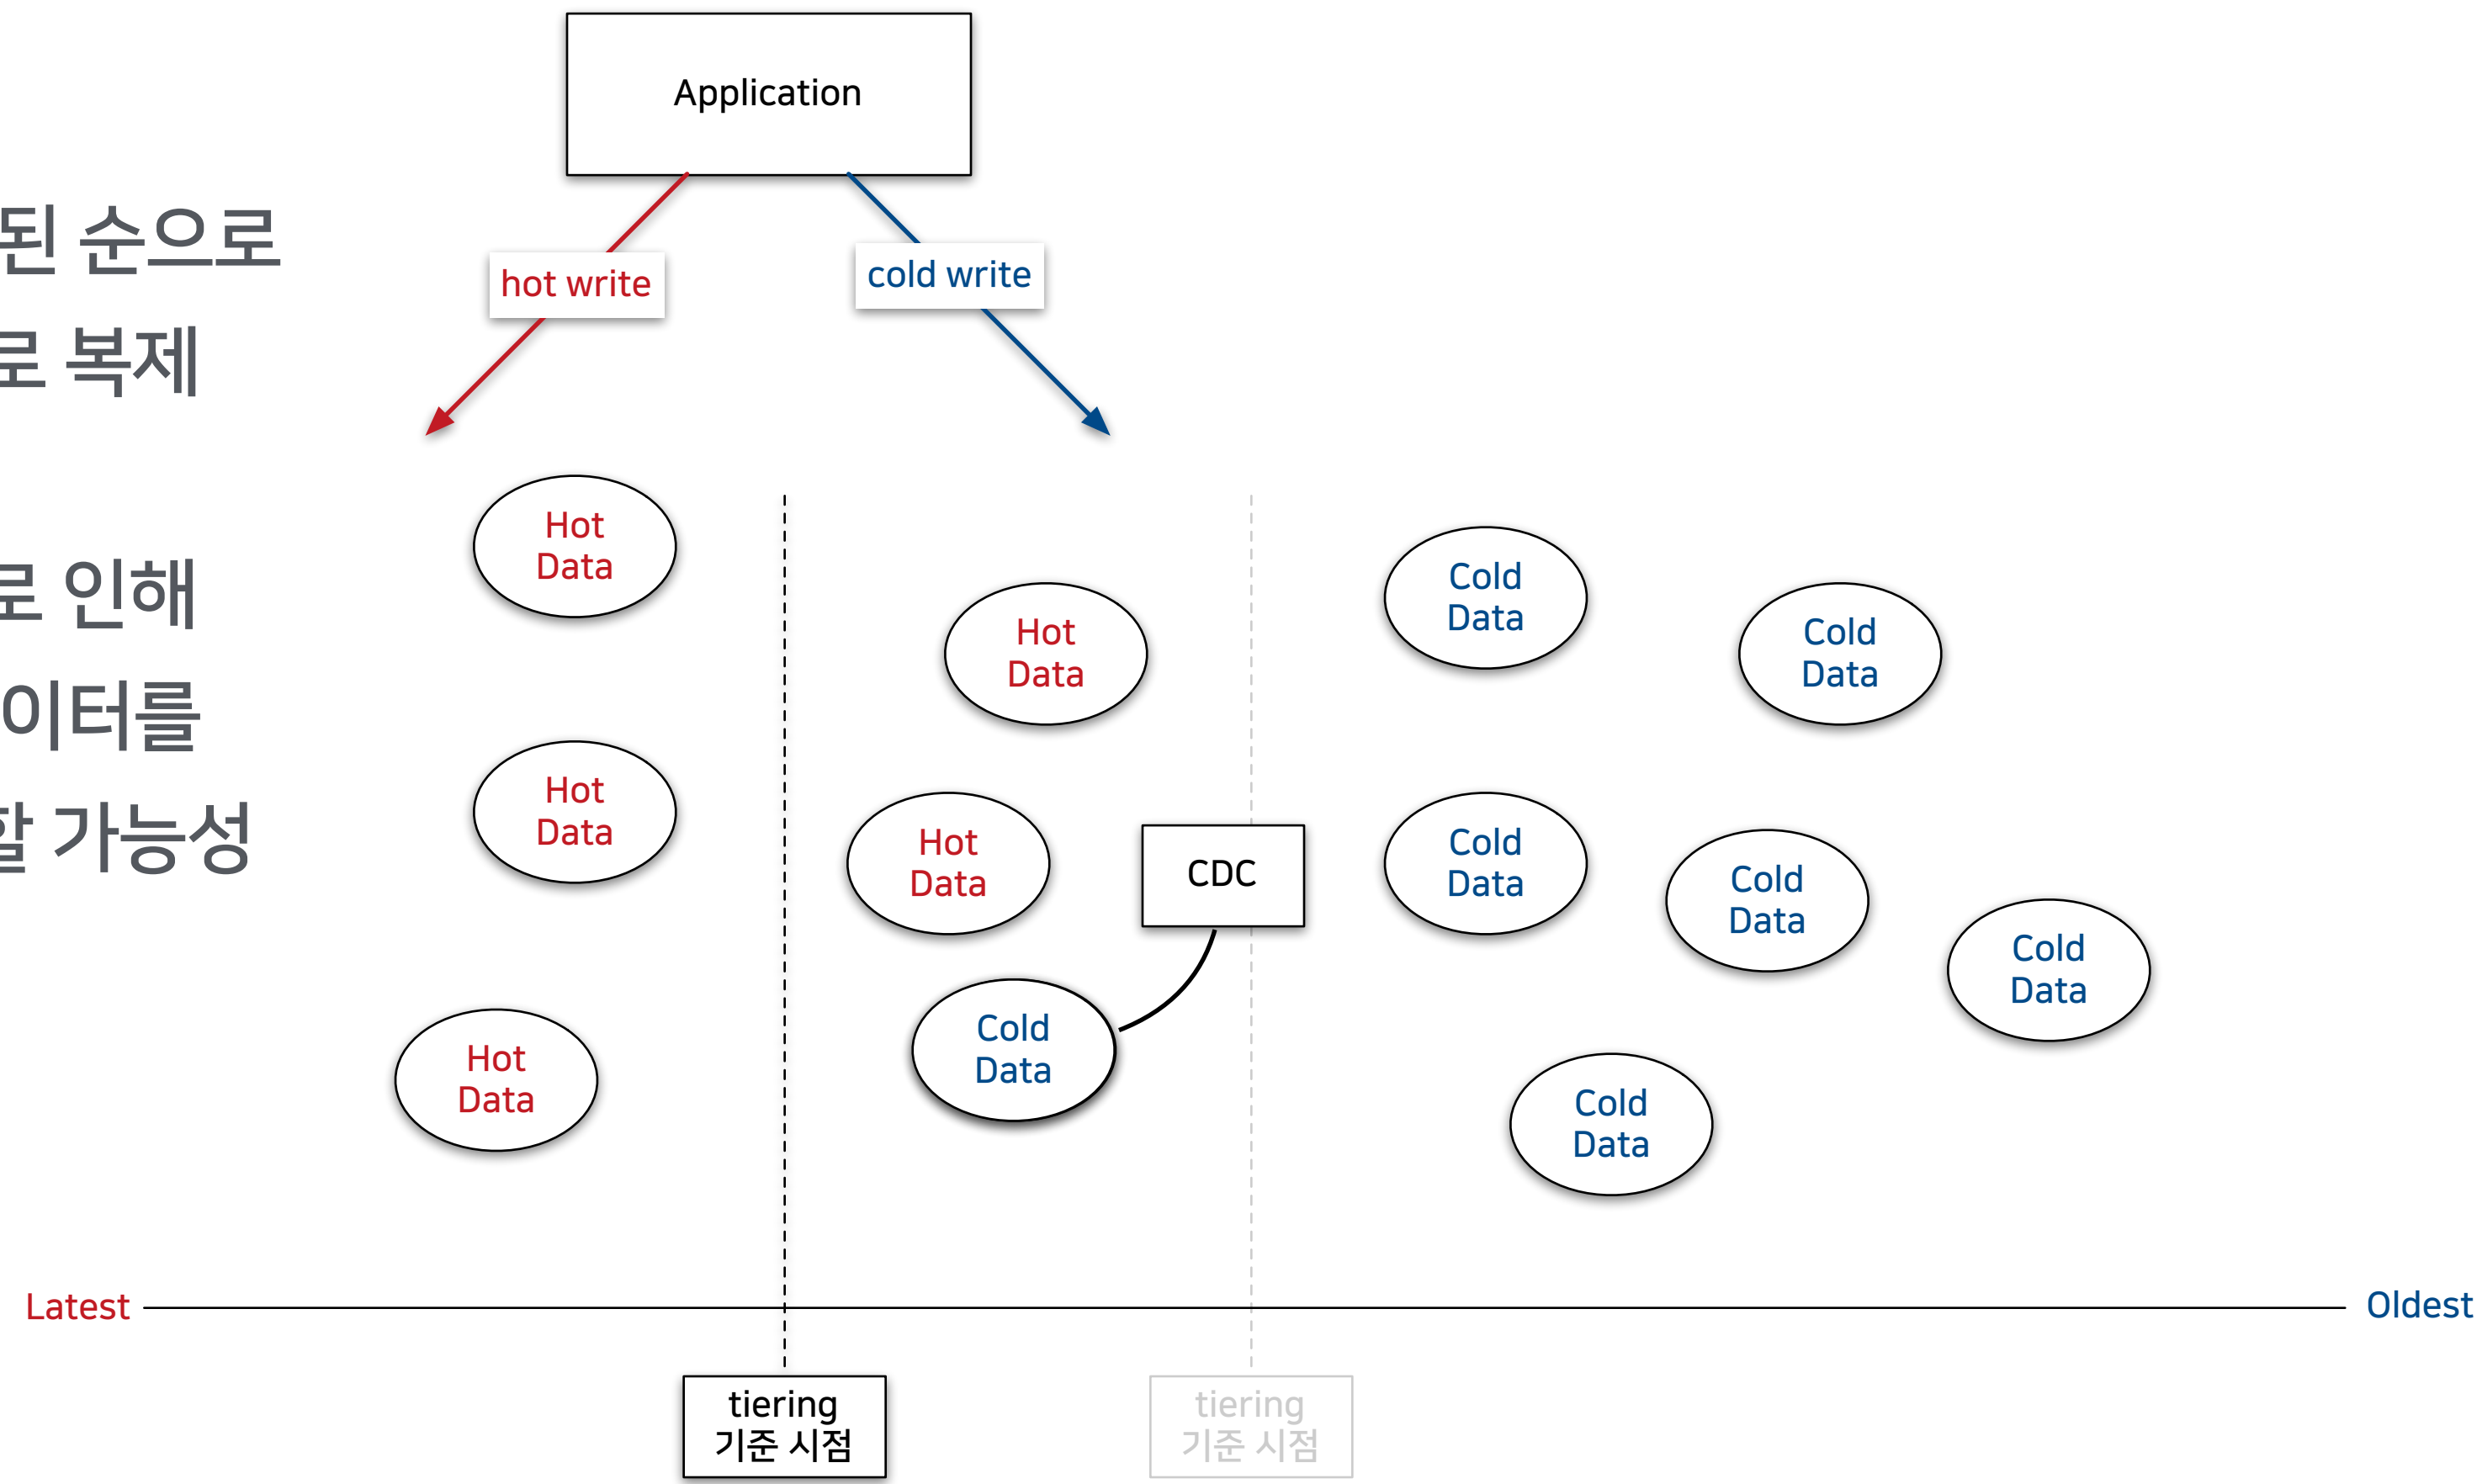 Application
된 순으로
hot write
cold write
로 복제
Hot
Data
Cold
Data
로 인해
Hot
Data
Cold
Data
이터를
Hot
Data
할 가능성
Hot
Data
CDC
Cold
Data
Cold
Data
Cold
Data
Cold
Data
Hot
Data
Cold
Data
Latest
Oldest
tiering
기준 시점
tiering
기준 시점